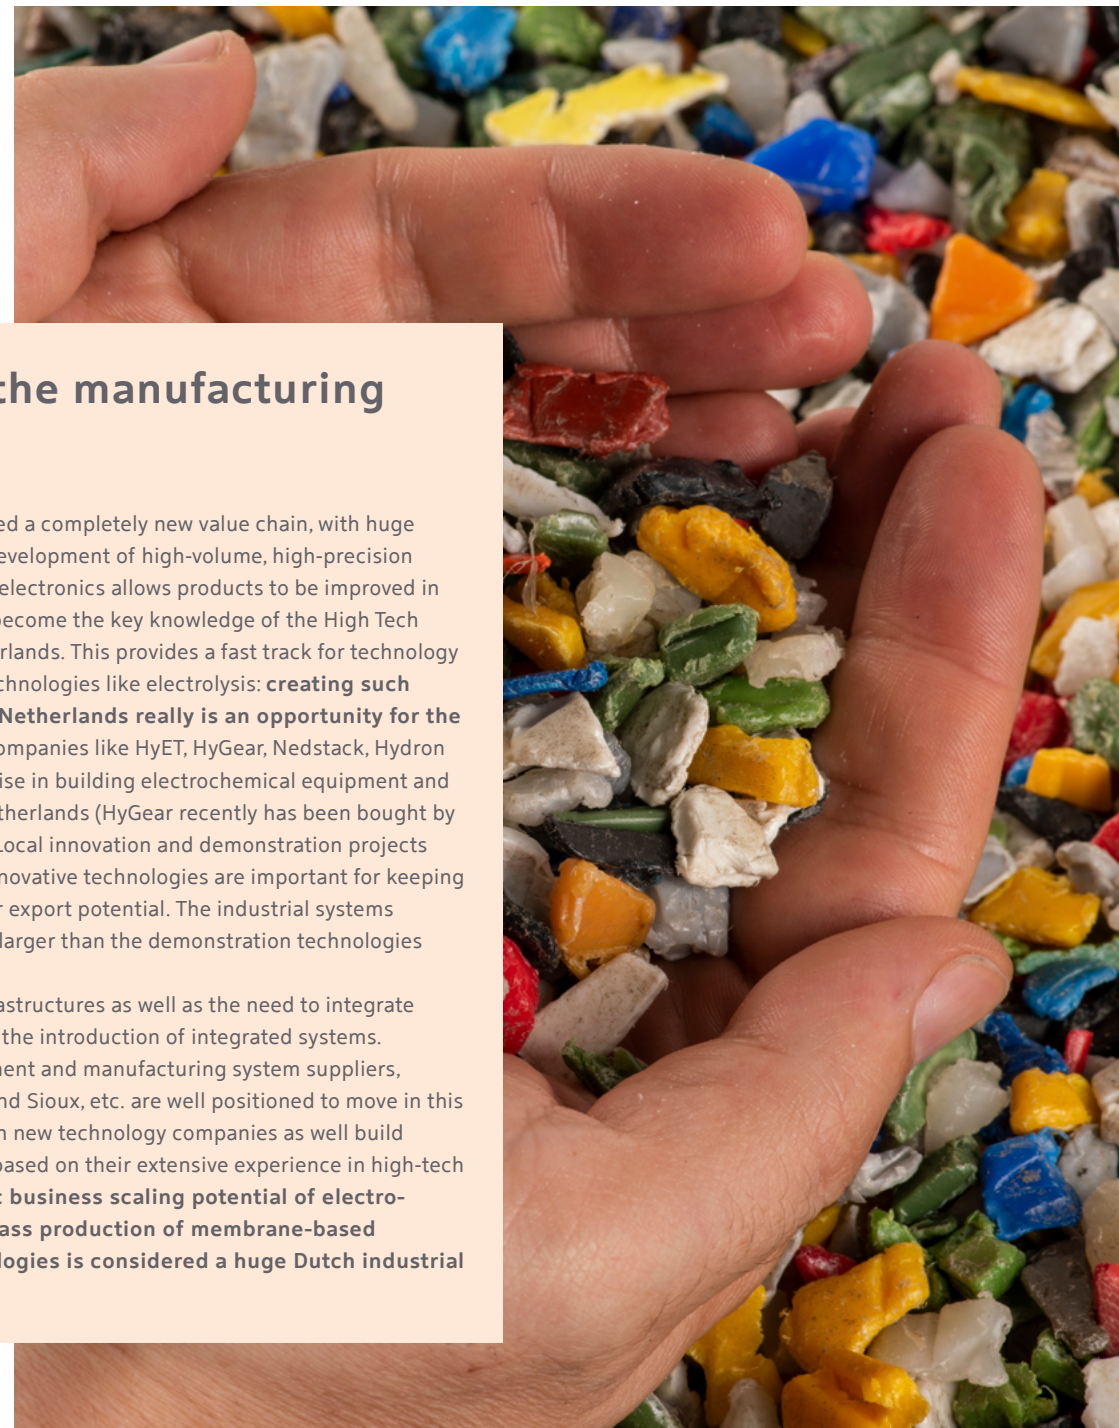 the manufacturing
ed a completely new value chain, with huge
evelopment of high-volume, high-precision
electronics allows products to be improved in
become the key knowledge of the High Tech
rlands. This provides a fast track for technology
chnologies like electrolysis: creating such
Netherlands really is an opportunity for the
ompanies like HyET, HyGear, Nedstack, Hydron
ise in building electrochemical equipment and
therlands (HyGear recently has been bought by
Local innovation and demonstration projects
novative technologies are important for keeping
r export potential. The industrial systems
larger than the demonstration technologies
astructures as well as the need to integrate
the introduction of integrated systems.
ent and manufacturing system suppliers,
nd Sioux, etc. are well positioned to move in this
n new technology companies as well build
based on their extensive experience in high-tech
t business scaling potential of electro-
ass production of membrane-based
logies is considered a huge Dutch industrial